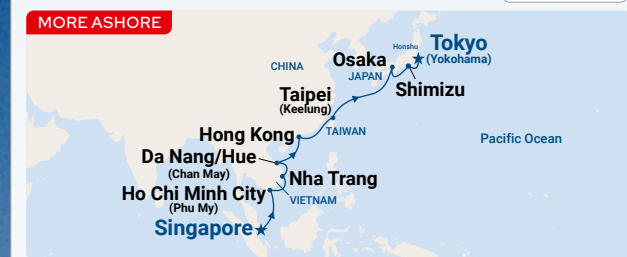 MORE ASHORE
Honshu
Tokyo
(Yokohama)
Osaka
CHINA
JAPAN
Shimizu
Taipei
(Keelung)
TAIWAN
Hong Kong
Pacific Ocean
Da Nang/Hue
(Chan May)
Nha Trang
Ho Chi Minh City
(Phu My)
VIETNAM
Singapore